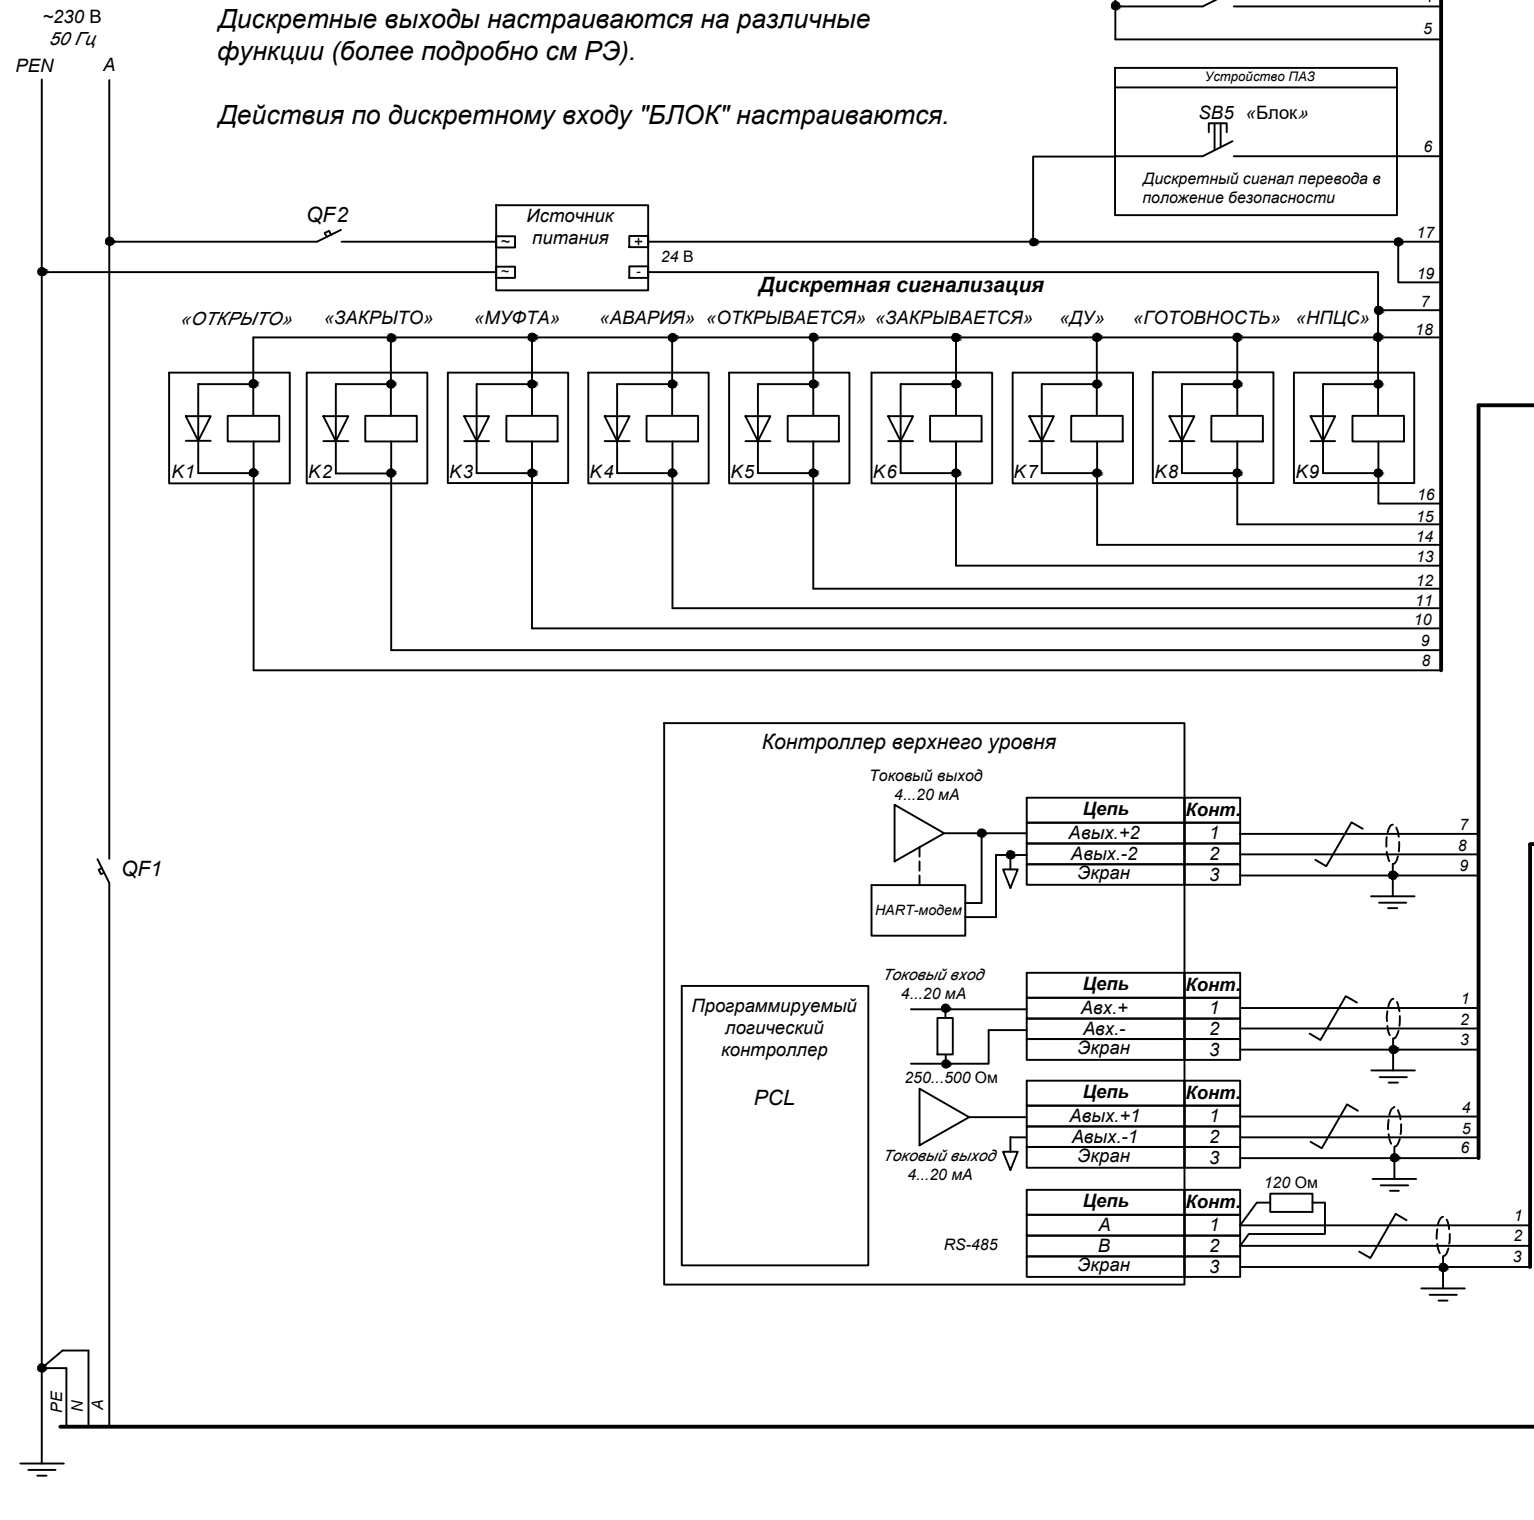 ~230 В
50 Гц
PEN
A
Дискретные выходы настраиваются на различные
функции (более подробно см РЭ).
Действия по дискретному входу "БЛОК" настраиваются.
5
Устройство ПАЗ
SB5 «Блок»
6
Дискретный сигнал перевода в
положение безопасности
QF2
Источник
питания
~
+
~
-
24 В
17
19
7
18
Дискретная сигнализация
«ОТКРЫТО» «ЗАКРЫТО» «МУФТА» «АВАРИЯ» «ОТКРЫВАЕТСЯ» «ЗАКРЫВАЕТСЯ» «ДУ» «ГОТОВНОСТЬ» «НПЦС»
K1 K2 K3 K4 K5 K6 K7 K8 K9
16
15
14
13
12
11
10
9
8
QF1
Контроллер верхнего уровня
Токовый выход
4...20 мА
HART-модем
Цепь Конт.
Aвых.+2 1
Aвых.-2 2
Экран 3
7
8
9
Программируемый
логический
контроллер
PCL
Токовый вход
4...20 мА
250...500 Ом
Цепь Конт.
Aвх.+ 1
Aвх.- 2
Экран 3
1
2
3
Токовый выход
4...20 мА
Цепь Конт.
Aвых.+1 1
Aвых.-1 2
Экран 3
4
5
6
120 Ом
RS-485
Цепь Конт.
A 1
B 2
Экран 3
1
2
3
PE
N
A